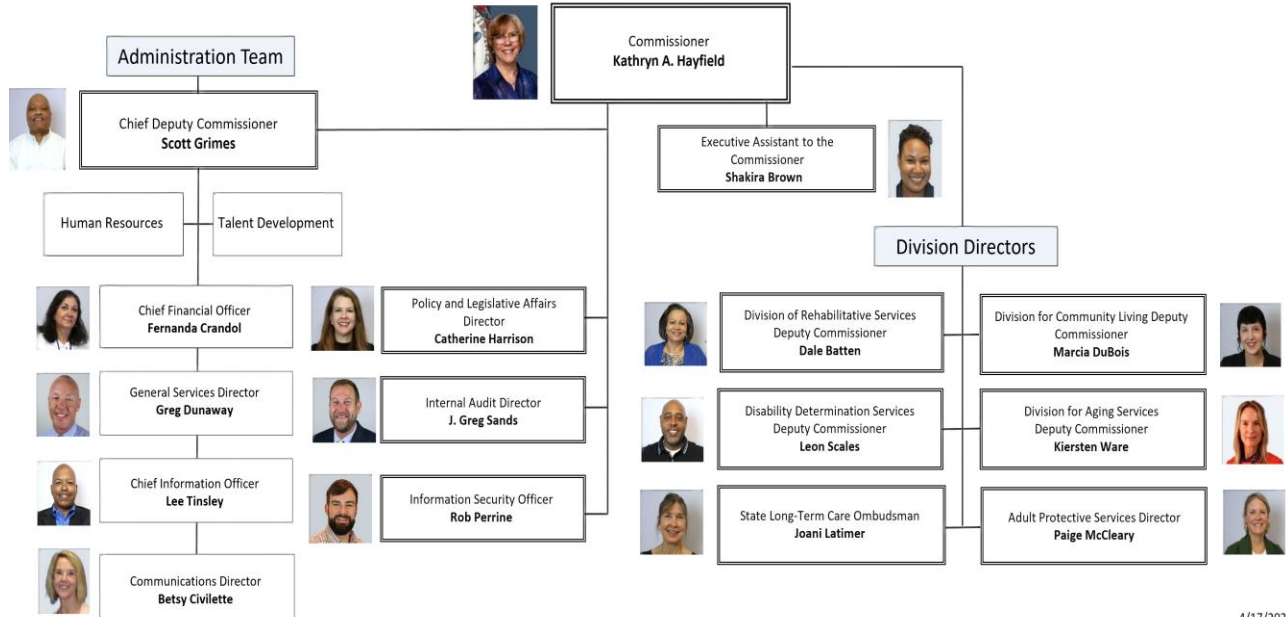 Commissioner
Kathryn A. Hayfield
Administration Team
Chief Deputy Commissioner
Scott Grimes
Executive Assistant to the
Commissioner
Shakira Brown
Human Resources
Talent Development
Division Directors
Chief Financial Officer
Fernanda Crandol
Policy and Legislative Affairs
Director
Catherine Harrison
Division of Rehabilitative Services
Deputy Commissioner
Dale Batten
Division for Community Living Deputy
Commissioner
Marcia DuBois
General Services Director
Greg Dunaway
Internal Audit Director
J. Greg Sands
Disability Determination Services
Deputy Commissioner
Leon Scales
Division for Aging Services
Deputy Commissioner
Kiersten Ware
Chief Information Officer
Lee Tinsley
Information Security Officer
Rob Perrine
State Long-Term Care Ombudsman
Joani Latimer
Adult Protective Services Director
Paige McCleary
Communications Director
Betsy Civilette